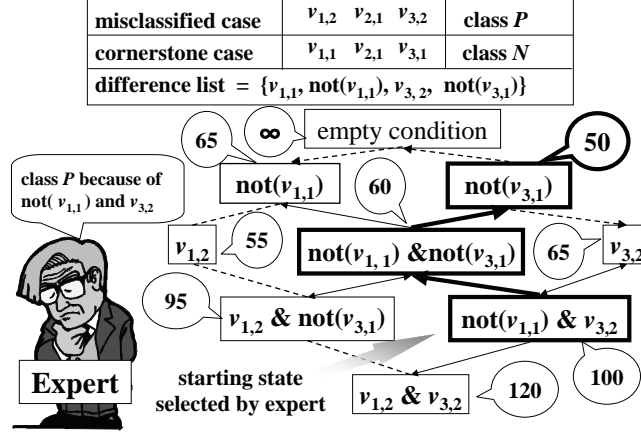 misclassified case v1,2 v2,1 v3,2 class P
cornerstone case v1,1 v2,1 v3,1 class N
difference list = {v1,1, not(v1,1), v3, 2, not(v3,1)}
∞ empty condition
65
50
not(v1,1)
60
not(v3,1)
class P because of
not( v1,1 ) and v3,2
v1,2
55
not(v1, 1) &not(v3,1)
65
v3,2
95
v1,2 & not(v3,1)
not(v1,1) & v3,2
Expert
starting state
selected by expert
v1,2 & v3,2
120
100